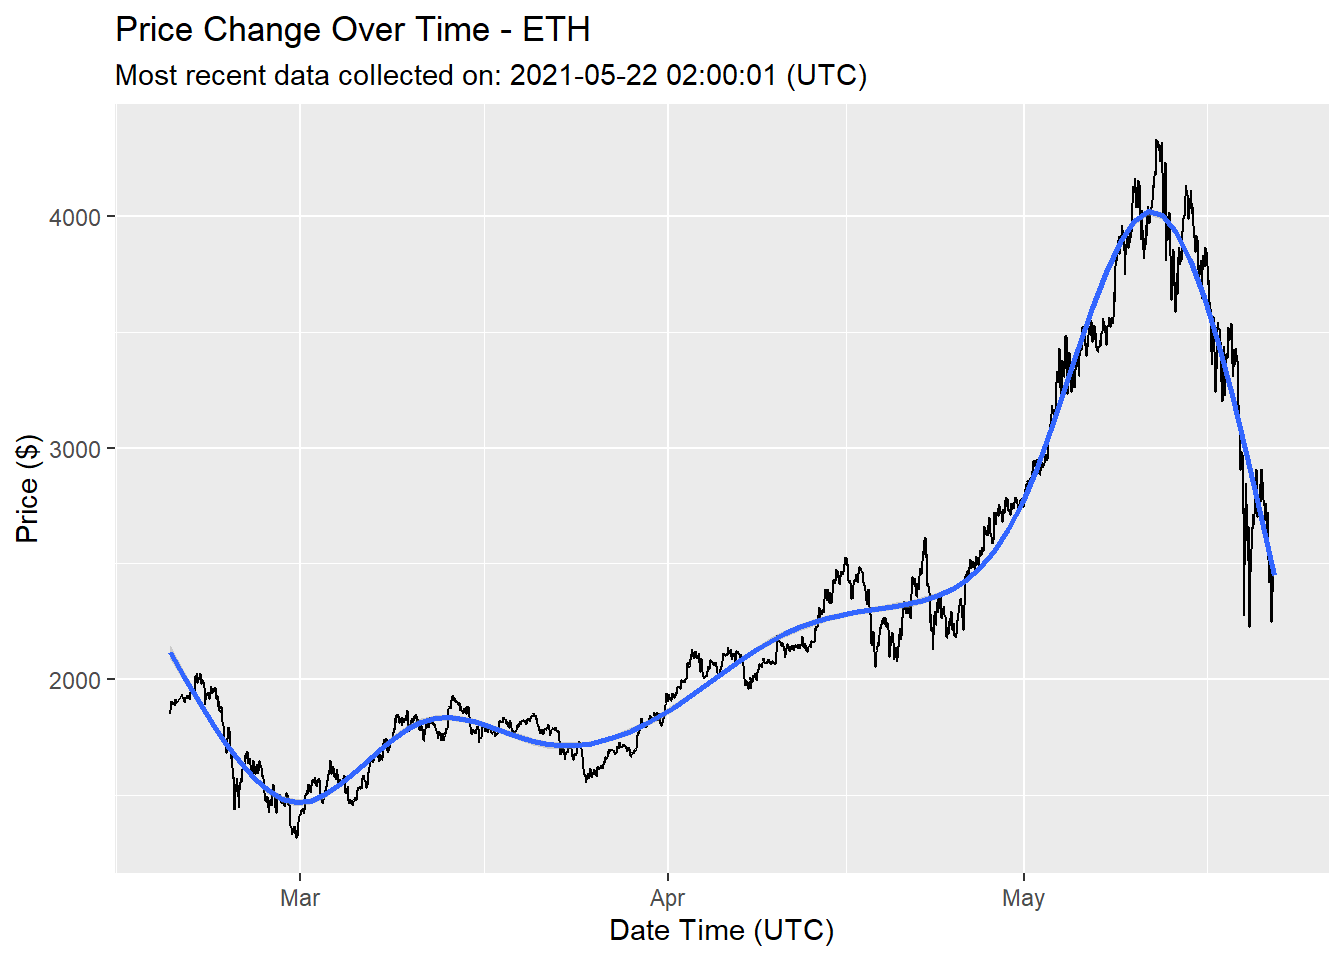 Price Change Over Time - ETH
Most recent data collected on: 2021-05-22 02:00:01 (UTC)
4000
3000
2000
Price ($)
Mar
Apr
May
Date Time (UTC)